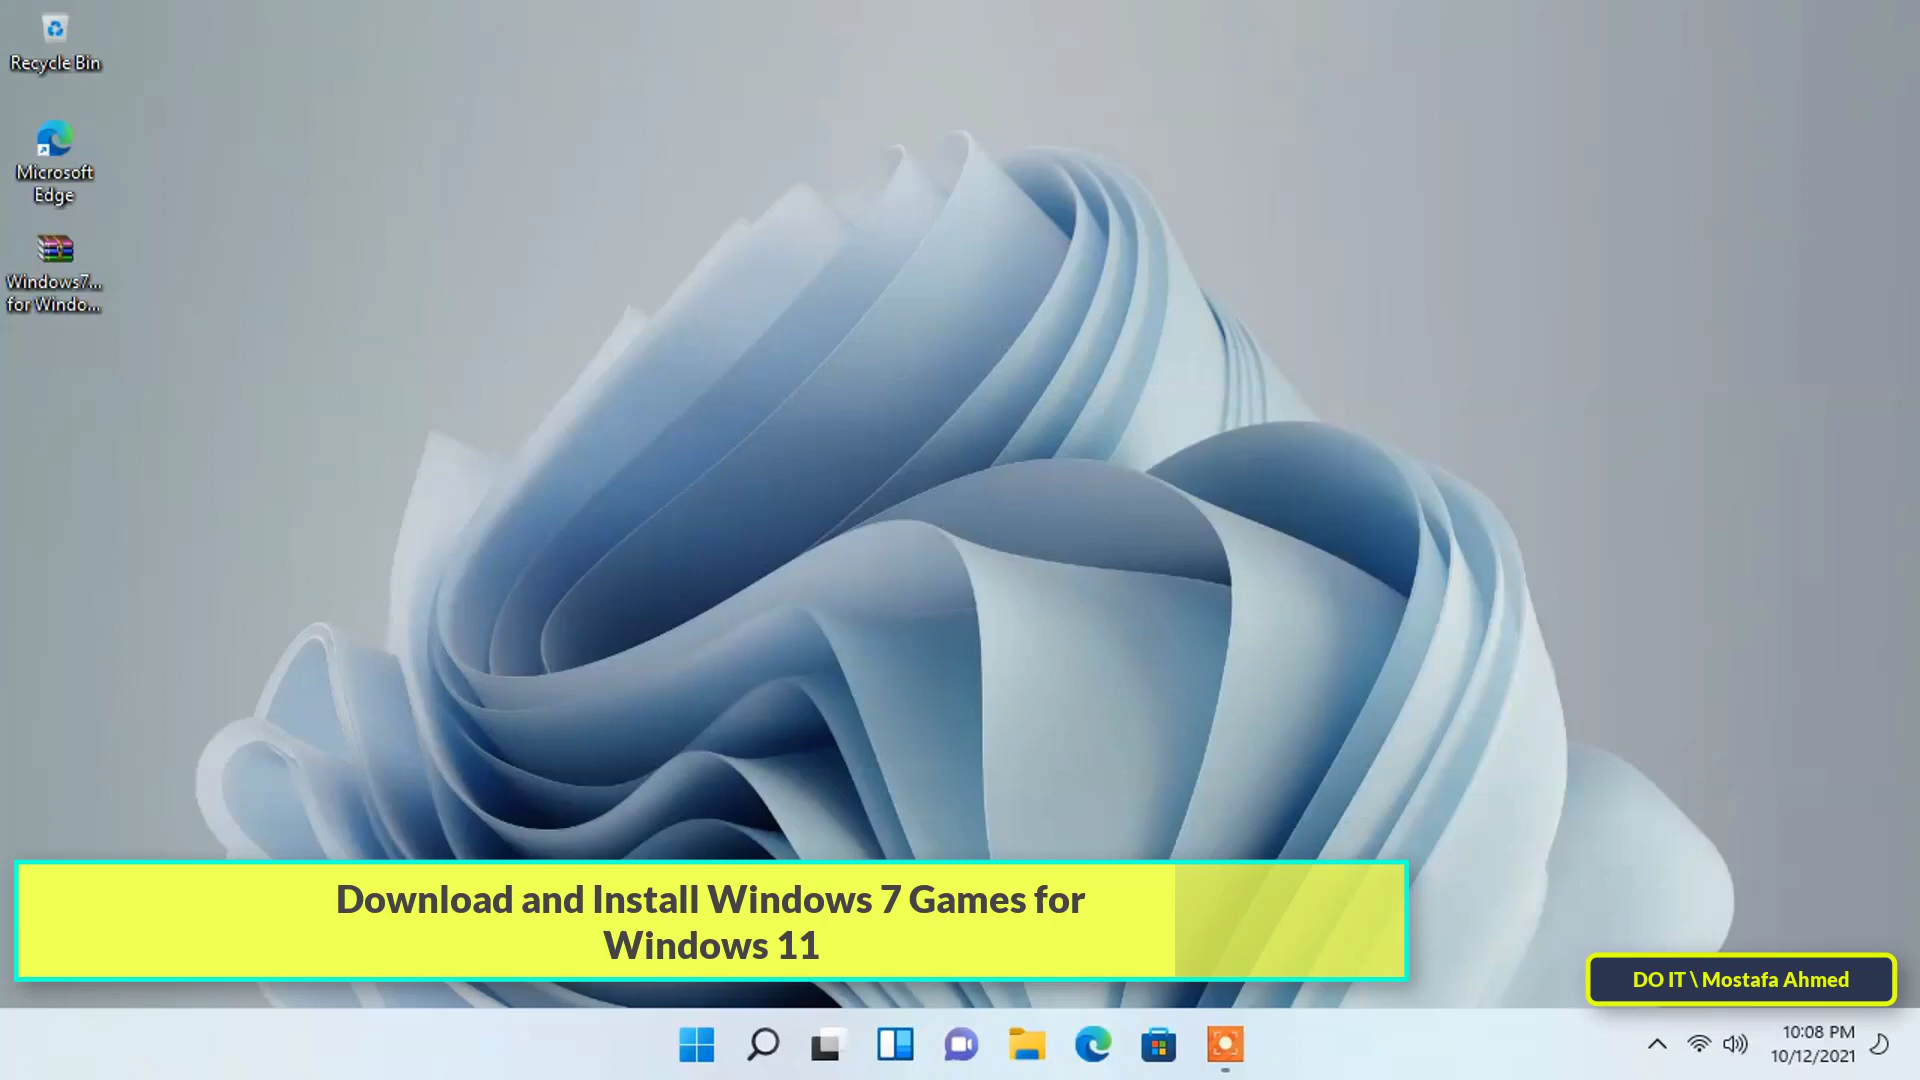 Recycle Bin
Microsoft
Edge
Windows7...
for Windo...
Download and Install Windows 7 Games for
Windows 11
DO IT \ Mostafa Ahmed
10:08 PM
10/12/2021